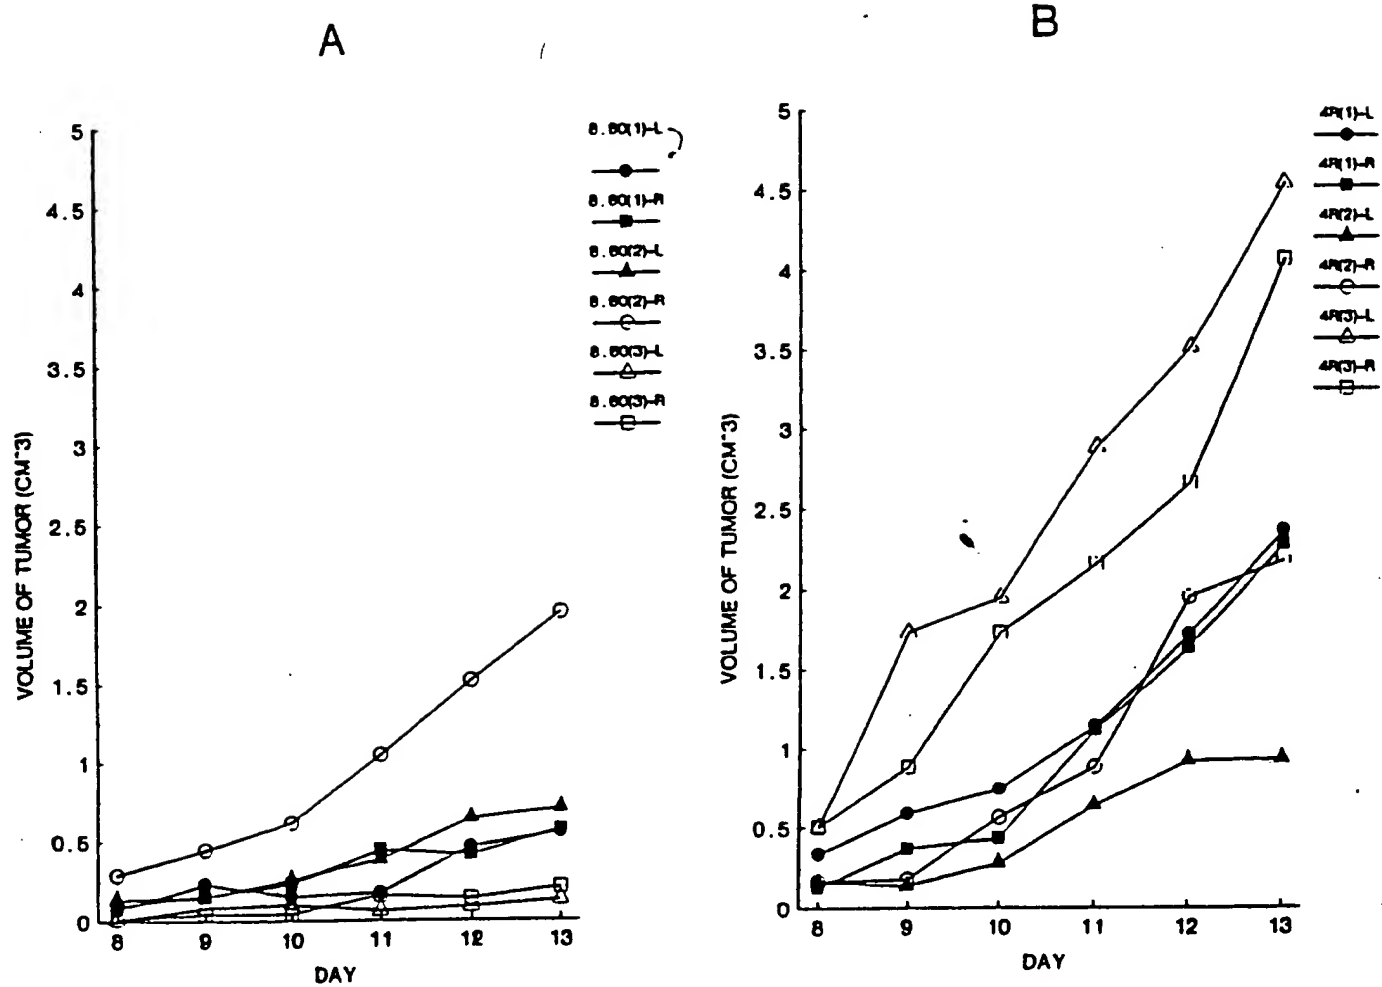 A
B
5
4.5
4
3.5
3
2.5
2
1.5
1
0.5
0
VOLUME OF TUMOR (CM^3)
8 9 10 11 12 13
DAY
8.60(1)-L
8.60(1)-R
8.60(2)-L
8.60(2)-R
8.60(3)-L
8.60(3)-R
5
4.5
4
3.5
3
2.5
2
1.5
1
0.5
0
VOLUME OF TUMOR (CM^3)
8 9 10 11 12 13
DAY
4R(1)-L
4R(1)-R
4R(2)-L
4R(2)-R
4R(3)-L
4R(3)-R